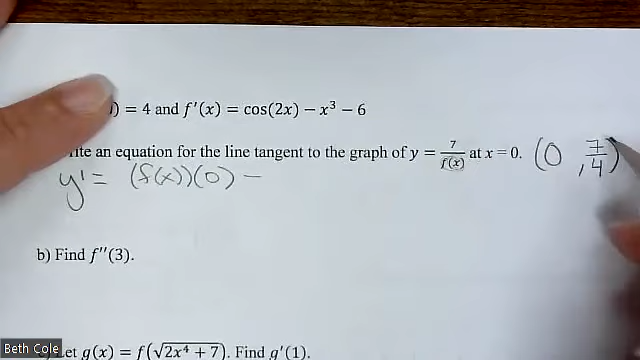 ) = 4 and f′(x) = cos(2x) − x³ − 6
ite an equation for the line tangent to the graph of y = 7/f(x) at x = 0. (0, 7/4)
y' = (f(x))(0) −
b) Find f″(3).
et g(x) = f(√(2x⁴ + 7)). Find g′(1).
Beth Cole